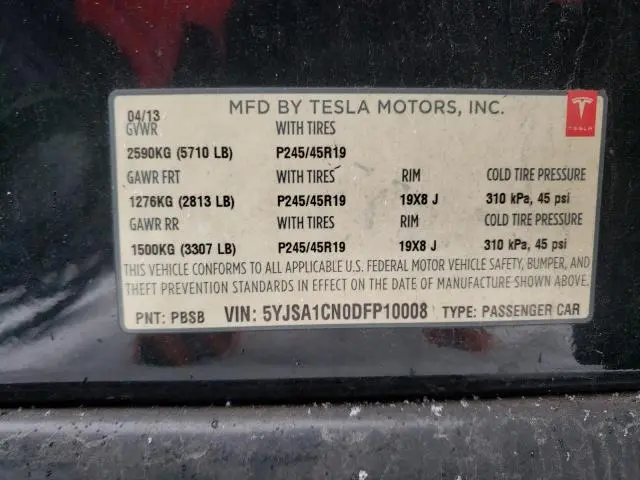 04/13 MFD BY TESLA MOTORS, INC.
TESLA
GVWR WITH TIRES
2590KG (5710 LB) P245/45R19
GAWR FRT WITH TIRES RIM COLD TIRE PRESSURE
1276KG (2813 LB) P245/45R19 19X8 J 310 kPa, 45 psi
GAWR RR WITH TIRES RIM COLD TIRE PRESSURE
1500KG (3307 LB) P245/45R19 19X8 J 310 kPa, 45 psi
THIS VEHICLE CONFORMS TO ALL APPLICABLE U.S. FEDERAL MOTOR VEHICLE SAFETY, BUMPER, AND
THEFT PREVENTION STANDARDS IN EFFECT ON THE DATE OF MANUFACTURE SHOWN ABOVE.
PNT: PBSB VIN: 5YJSA1CN0DFP10008 TYPE: PASSENGER CAR